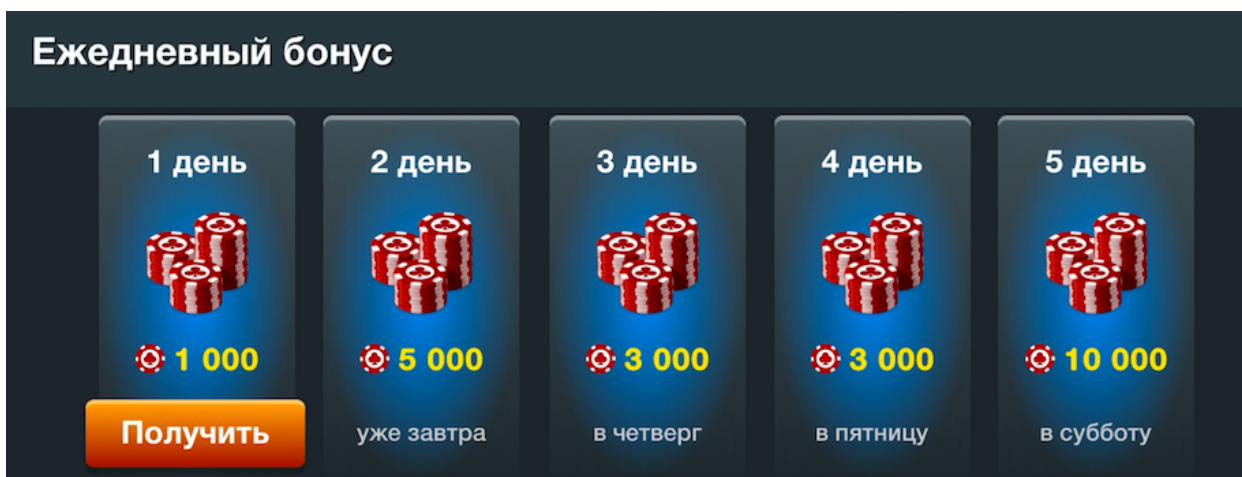 Ежедневный бонус
1 день
2 день
3 день
4 день
5 день
1 000
5 000
3 000
3 000
10 000
Получить
уже завтра
в четверг
в пятницу
в субботу